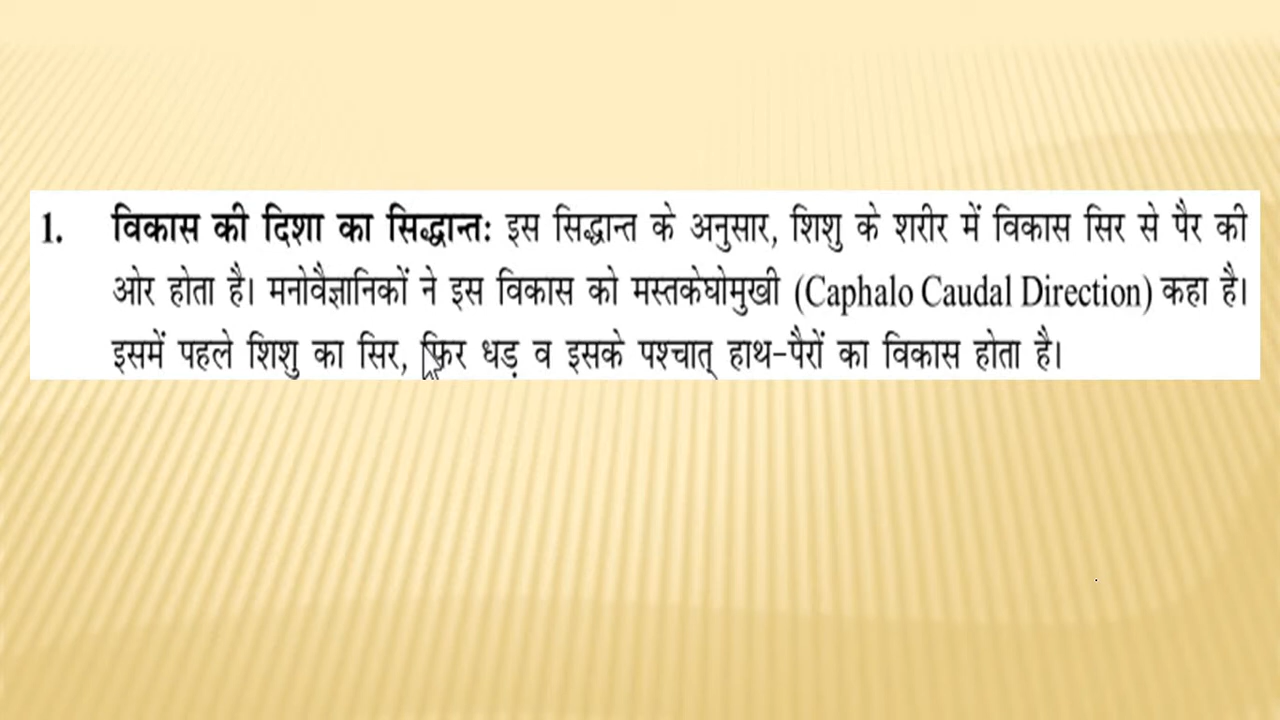 1. विकास की दिशा का सिद्धान्तः इस सिद्धान्त के अनुसार, शिशु के शरीर में विकास सिर से पैर की
ओर होता है। मनोवैज्ञानिकों ने इस विकास को मस्तकेघोमुखी (Caphalo Caudal Direction) कहा है।
इसमें पहले शिशु का सिर, फ़िर धड़ व इसके पश्चात् हाथ-पैरों का विकास होता है।